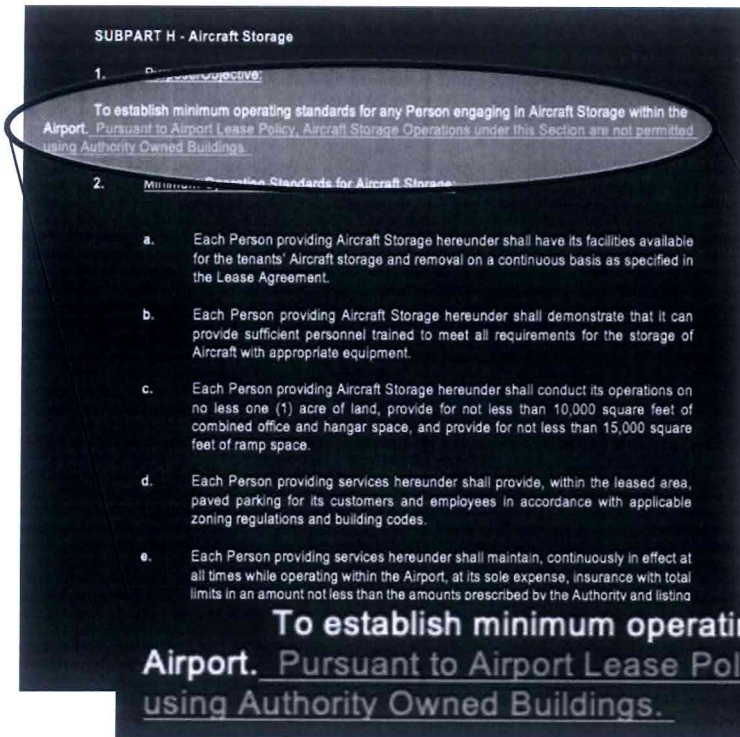 SUBPART H - Aircraft Storage
1. Purpose/Objective:
To establish minimum operating standards for any Person engaging in Aircraft Storage within the
Airport. Pursuant to Airport Lease Policy, Aircraft Storage Operations under this Section are not permitted
using Authority Owned Buildings.
2. Minimum Operating Standards for Aircraft Storage:
a. Each Person providing Aircraft Storage hereunder shall have its facilities available
for the tenants' Aircraft storage and removal on a continuous basis as specified in
the Lease Agreement.
b. Each Person providing Aircraft Storage hereunder shall demonstrate that it can
provide sufficient personnel trained to meet all requirements for the storage of
Aircraft with appropriate equipment.
c. Each Person providing Aircraft Storage hereunder shall conduct its operations on
no less one (1) acre of land, provide for not less than 10,000 square feet of
combined office and hangar space, and provide for not less than 15,000 square
feet of ramp space.
d. Each Person providing services hereunder shall provide, within the leased area,
paved parking for its customers and employees in accordance with applicable
zoning regulations and building codes.
e. Each Person providing services hereunder shall maintain, continuously in effect at
all times while operating within the Airport, at its sole expense, insurance with total
limits in an amount not less than the amounts prescribed by the Authority and listing
To establish minimum operatin
Airport. Pursuant to Airport Lease Pol
using Authority Owned Buildings.